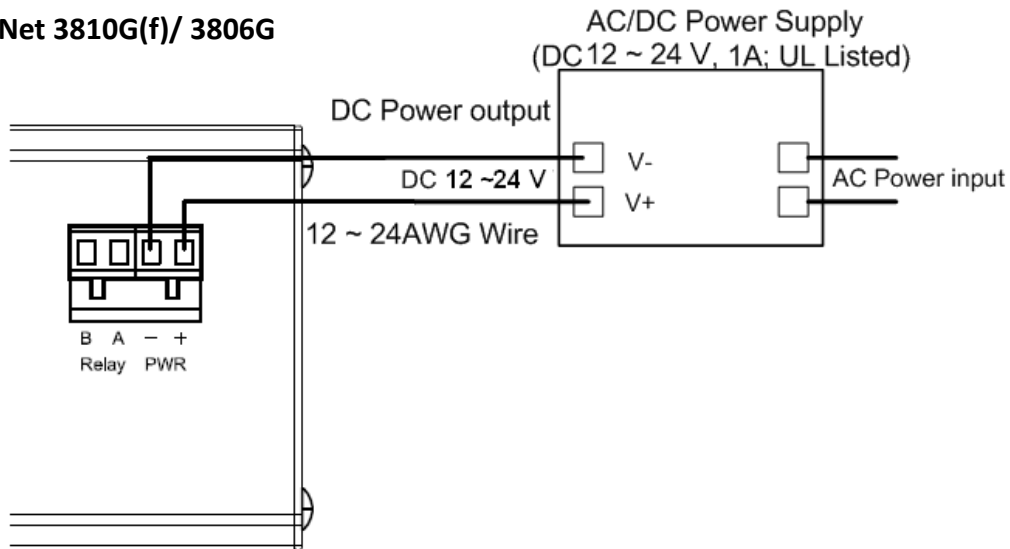 Net 3810G(f)/ 3806G
AC/DC Power Supply
(DC 12 ~ 24 V, 1A; UL Listed)
DC Power output
V-
DC 12 ~24 V
AC Power input
V+
12 ~ 24AWG Wire
B A − +
Relay PWR